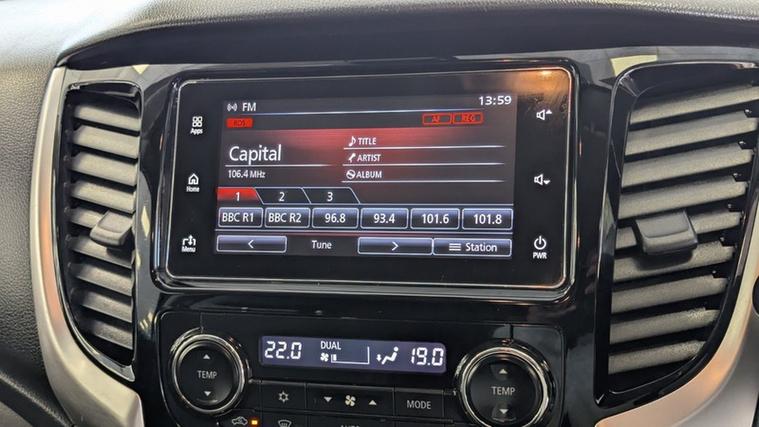 FM 13:59
RDS AF REG
Apps
Capital
106.4 MHz
TITLE
ARTIST
ALBUM
Home
1 2 3
BBC R1 BBC R2 96.8 93.4 101.6 101.8
Menu
< Tune > Station
PWR
22.0 DUAL 19.0
TEMP
TEMP
MODE